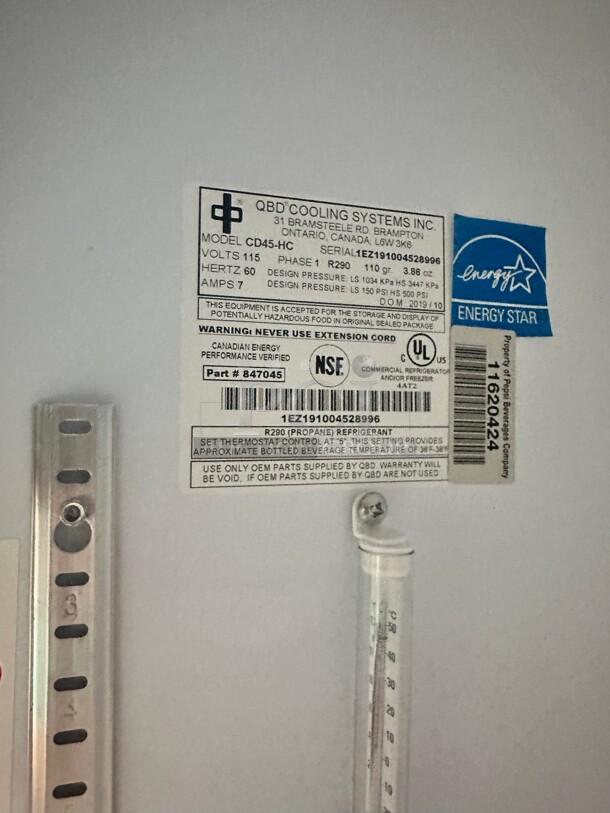 QBD® COOLING SYSTEMS INC.
31 BRAMSTEELE RD. BRAMPTON
ONTARIO, CANADA, L6W 3K6
MODEL CD45-HC SERIAL 1EZ191004528996
VOLTS 115 PHASE 1 R290 110 gr. 3.88 oz.
HERTZ 60 DESIGN PRESSURE: LS 1034 KPa HS 3447 KPa
AMPS 7 DESIGN PRESSURE: LS 150 PSI HS 500 PSI
D O M 2019 / 10
THIS EQUIPMENT IS ACCEPTED FOR THE STORAGE AND DISPLAY OF
POTENTIALLY HAZARDOUS FOOD IN ORIGINAL SEALED PACKAGE
WARNING: NEVER USE EXTENSION CORD
CANADIAN ENERGY
PERFORMANCE VERIFIED
Part # 847045
NSF®
C UL US
COMMERCIAL REFRIGERATOR
AND/OR FREEZER
4AT2
1EZ191004528996
R290 (PROPANE) REFRIGERANT
SET THERMOSTAT CONTROL AT "5". THIS SETTING PROVIDES
APPROXIMATE BOTTLED BEVERAGE TEMPERATURE OF 36°F-38°F
USE ONLY OEM PARTS SUPPLIED BY QBD. WARRANTY WILL
BE VOID, IF OEM PARTS SUPPLIED BY QBD ARE NOT USED
energy
ENERGY STAR
Property of Pepsi Beverages Company
11620424
3
4
°C
50
40
30
20
10
0
10